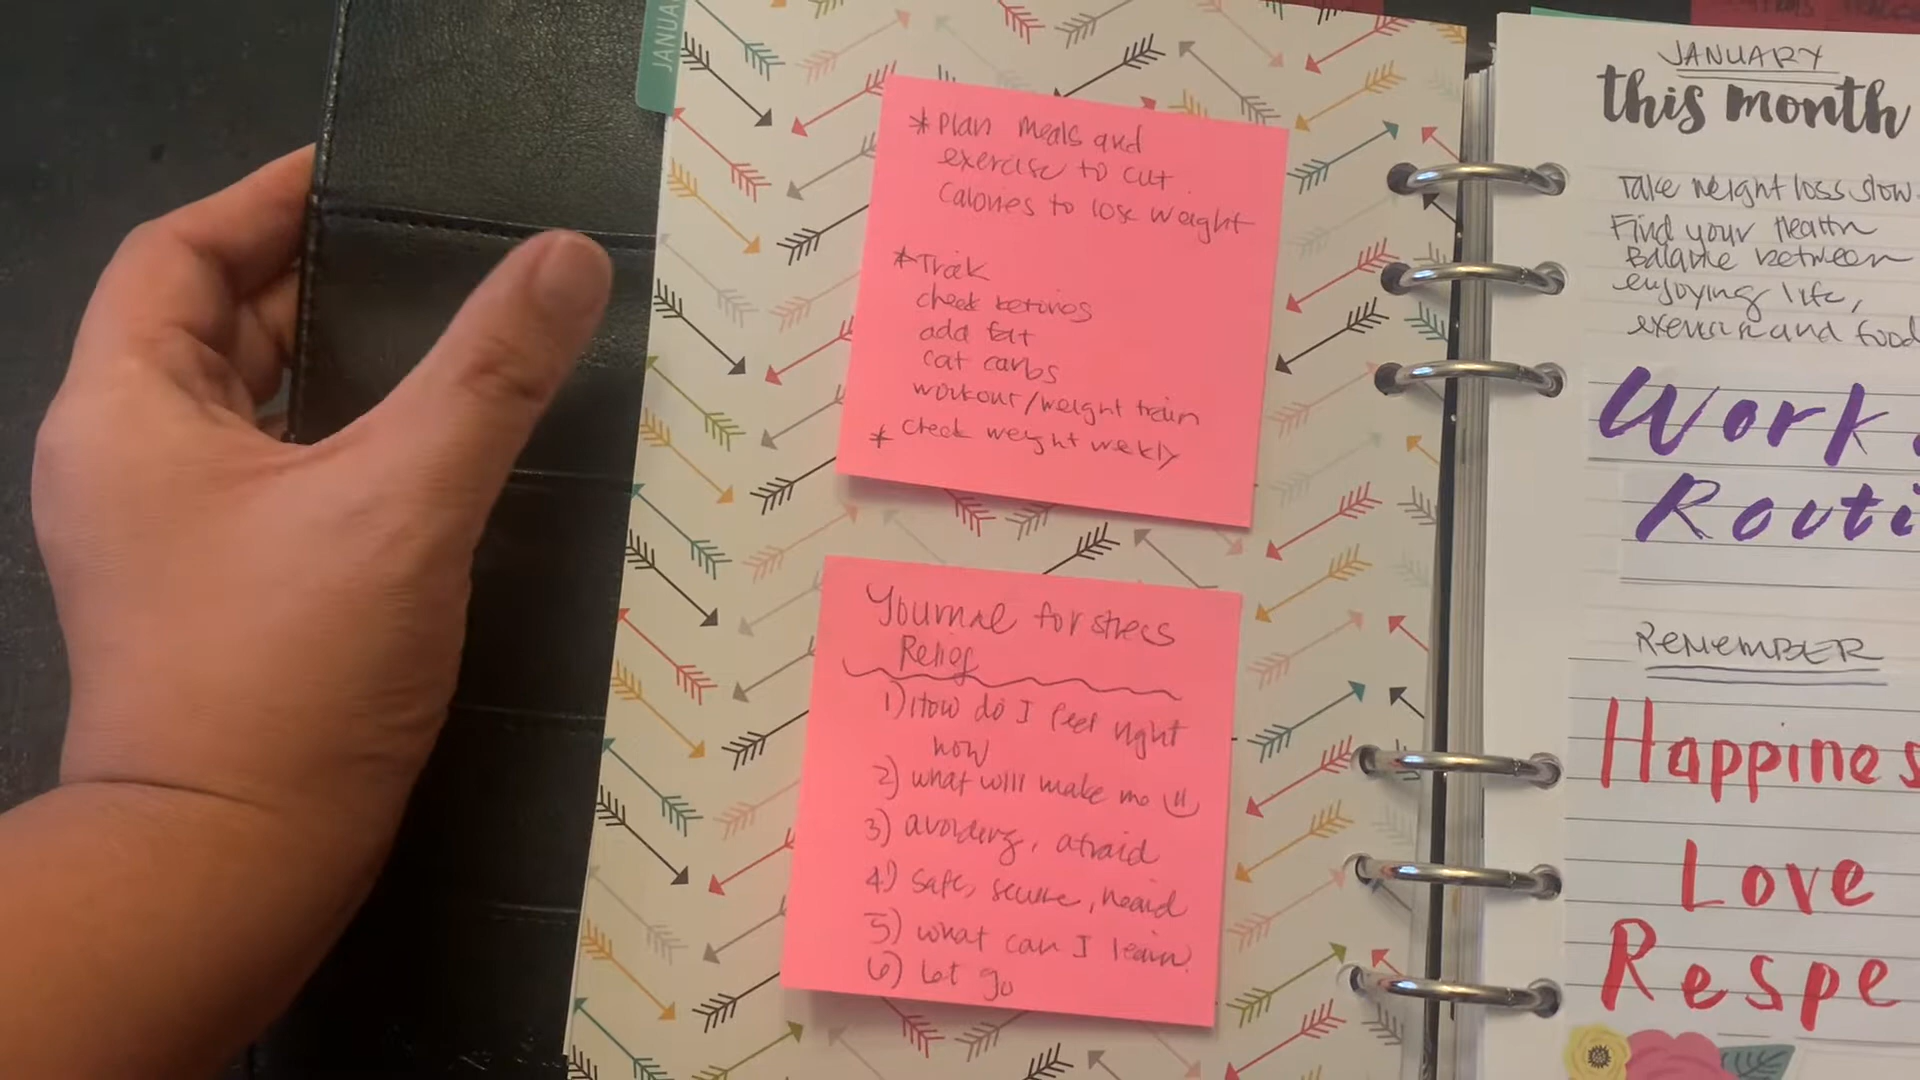 JANUAR
* Plan meals and
exercise to cut
calories to lose weight
* Track
check ketones
add fat
cut carbs
workout/weight train
* check weight weekly
Journal for stress
Relief
1) How do I feel right
now
2) what will make me
3) avoiding, afraid
4) safe, secure, heard
5) what can I learn
6) Let go
JANUARY
this month
Take weight loss slow.
Find your Health
Balance between
enjoying life,
exercise and food
Work
Routi
REMEMBER
Happines
Love
Respe